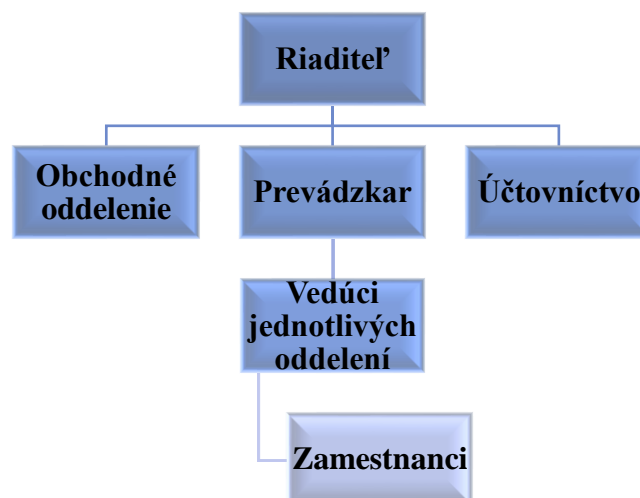 Riaditeľ
Obchodné
oddelenie
Prevádzkar
Účtovníctvo
Vedúci
jednotlivých
oddelení
Zamestnanci